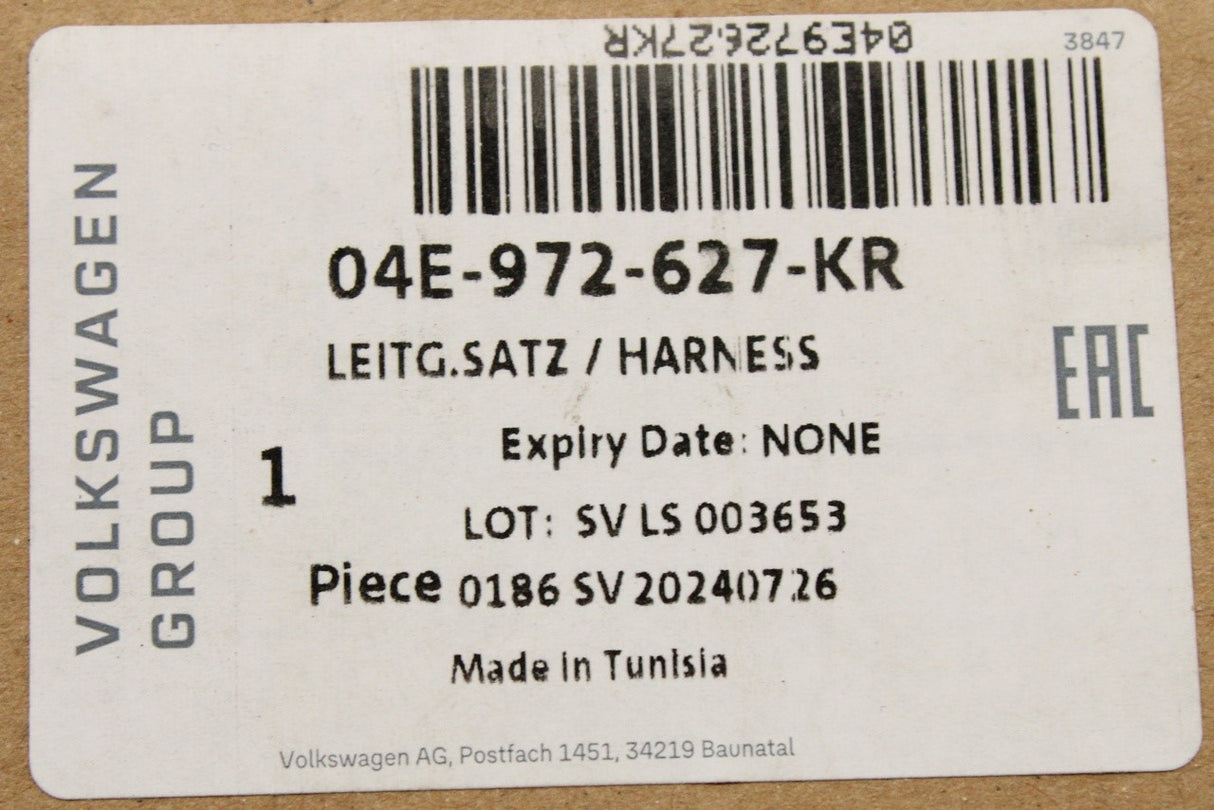 04E972627KR
3847
04E-972-627-KR
LEITG.SATZ / HARNESS
EAC
Expiry Date: NONE
1
LOT: SV LS 003653
Piece 0186 SV 20240726
Made in Tunisia
Volkswagen AG, Postfach 1451, 34219 Baunatal
VOLKSWAGEN
GROUP